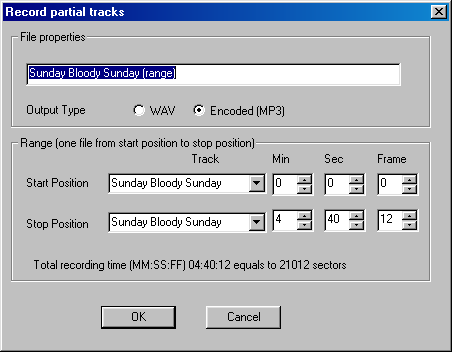 Record partial tracks
File properties
Sunday Bloody Sunday (range)
Output Type WAV Encoded (MP3)
Range (one file from start position to stop position)
Track Min Sec Frame
Start Position Sunday Bloody Sunday 0 0 0
Stop Position Sunday Bloody Sunday 4 40 12
Total recording time (MM:SS:FF) 04:40:12 equals to 21012 sectors
OK Cancel